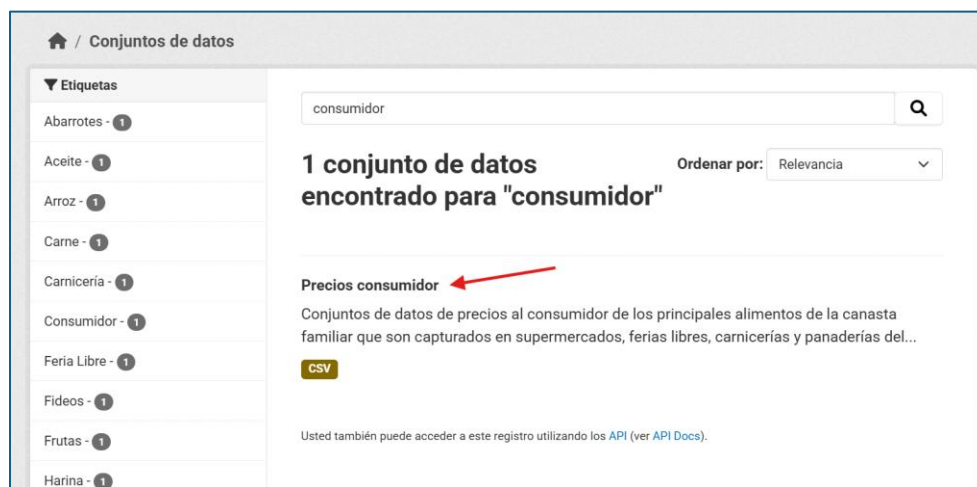 / Conjuntos de datos
Etiquetas
Abarrotes - 1
Aceite - 1
Arroz - 1
Carne - 1
Carnicería - 1
Consumidor - 1
Feria Libre - 1
Fideos - 1
Frutas - 1
Harina - 1
consumidor
1 conjunto de datos
encontrado para "consumidor"
Ordenar por: Relevancia
Precios consumidor
Conjuntos de datos de precios al consumidor de los principales alimentos de la canasta
familiar que son capturados en supermercados, ferias libres, carnicerías y panaderías del...
CSV
Usted también puede acceder a este registro utilizando los API (ver API Docs).